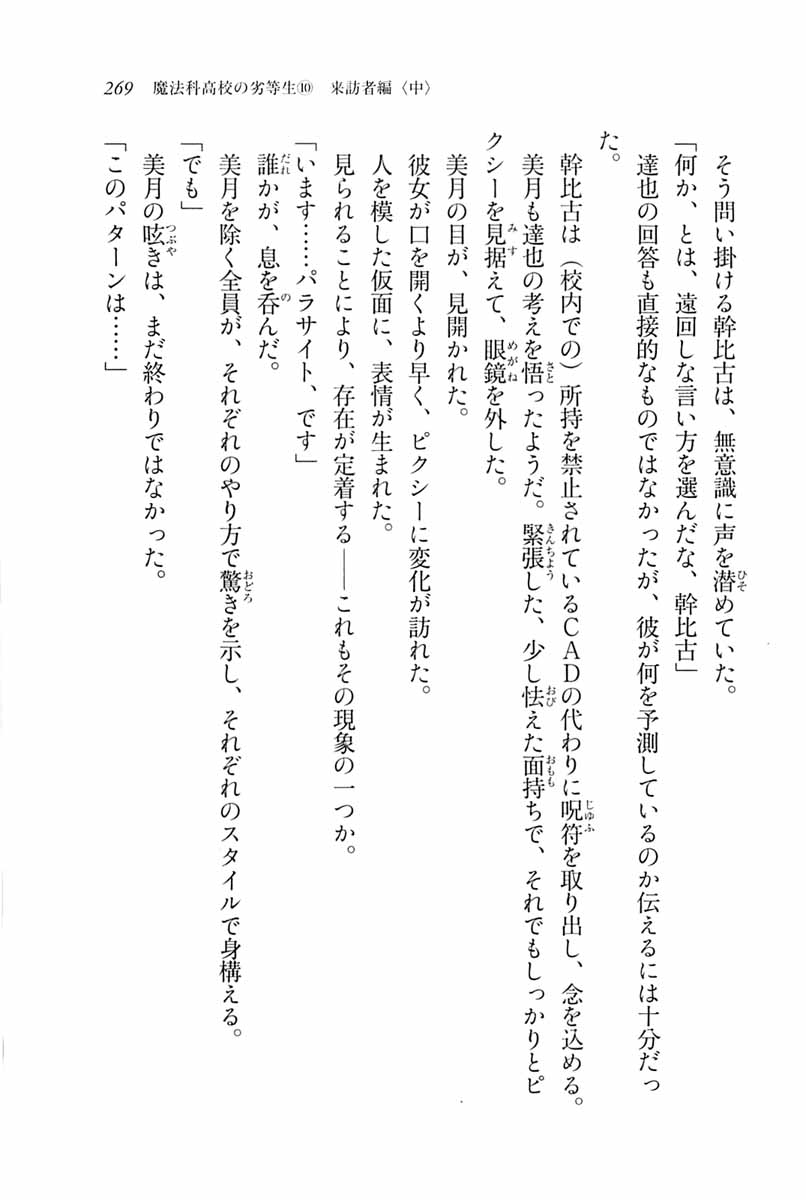 269 魔法科高校の劣等生⑩ 来訪者編〈中〉
そう問い掛ける幹比古は、無意識に声を潜めていた。
「何か、とは、遠回しな言い方を選んだな、幹比古」
達也の回答も直接的なものではなかったが、彼が何を予測しているのか伝えるには十分だっ
た。
幹比古は（校内での）所持を禁止されているCADの代わりに呪符を取り出し、念を込める。
美月も達也の考えを悟ったようだ。緊張した、少し怯えた面持ちで、それでもしっかりとピ
クシーを見据えて、眼鏡を外した。
美月の目が、見開かれた。
彼女が口を開くより早く、ピクシーに変化が訪れた。
人を模した仮面に、表情が生まれた。
見られることにより、存在が定着する――これもその現象の一つか。
「います……パラサイト、です」
誰かが、息を呑んだ。
美月を除く全員が、それぞれのやり方で驚きを示し、それぞれのスタイルで身構える。
「でも」
美月の呟きは、まだ終わりではなかった。
「このパターンは……」